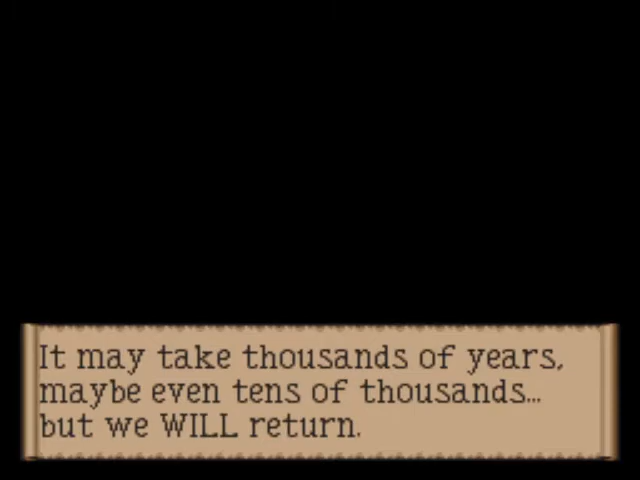 It may take thousands of years,
maybe even tens of thousands...
but we WILL return.